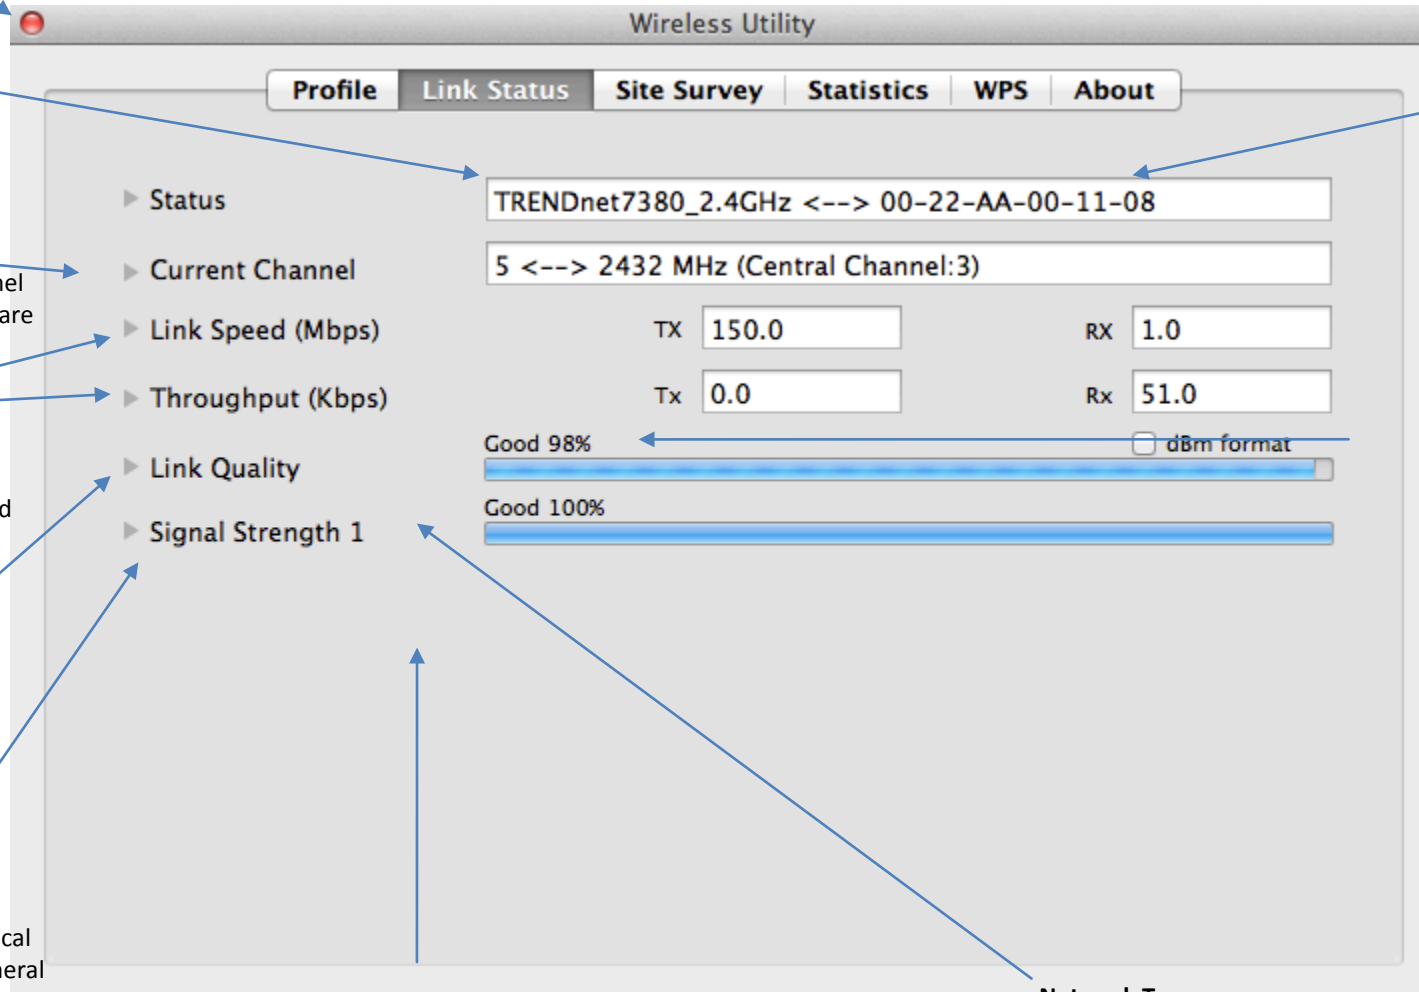 Wireless Utility
Profile Link Status Site Survey Statistics WPS About
Status TRENDnet7380_2.4GHz <--> 00-22-AA-00-11-08
Current Channel 5 <--> 2432 MHz (Central Channel:3)
nel
are
Link Speed (Mbps) TX 150.0 RX 1.0
Throughput (Kbps) Tx 0.0 Rx 51.0
Good 98% dBm format
Link Quality
d
Good 100%
Signal Strength 1
cal
neral